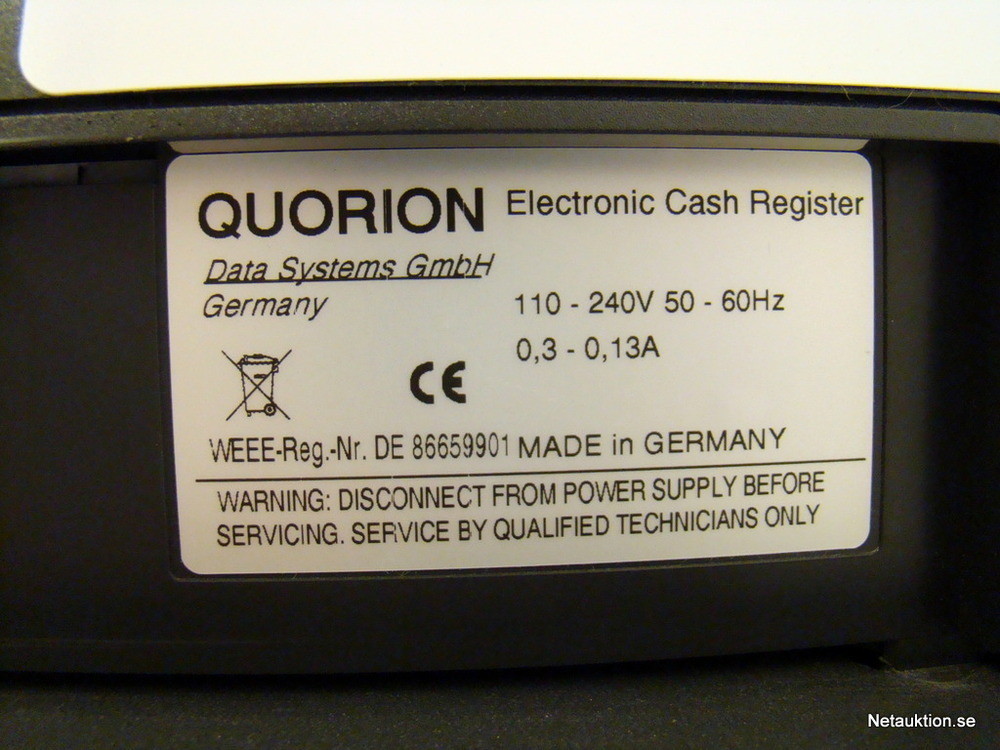 QUORION Electronic Cash Register
Data Systems GmbH
Germany
110 - 240V 50 - 60Hz
0,3 - 0,13A
CE
WEEE-Reg.-Nr. DE 86659901 MADE in GERMANY
WARNING: DISCONNECT FROM POWER SUPPLY BEFORE
SERVICING. SERVICE BY QUALIFIED TECHNICIANS ONLY
Netauktion.se